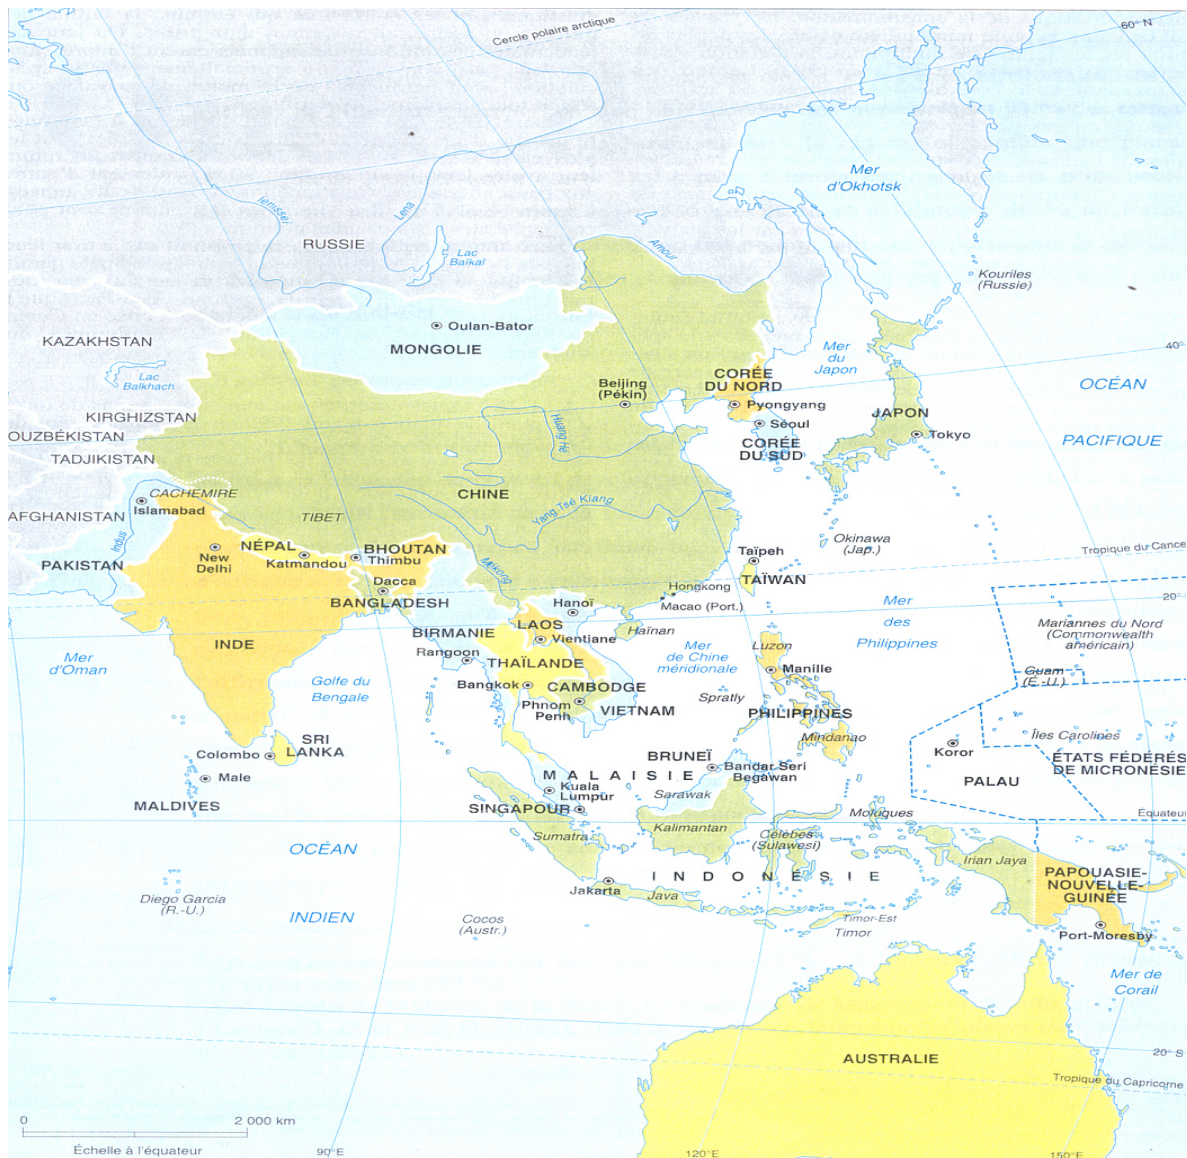 Cercle polaire arctique
60° N
Mer
d'Okhotsk
Ienisseï
Lena
RUSSIE
Lac
Baïkal
Amour
Kouriles
(Russie)
Oulan-Bator
MONGOLIE
KAZAKHSTAN
Lac
Balkhach
Mer
du
Japon
40°
OCÉAN
PACIFIQUE
CORÉE
DU NORD
Beijing
(Pékin)
Pyongyang
KIRGHIZSTAN
JAPON
Séoul
Tokyo
OUZBÉKISTAN
Huang Hé
CORÉE
DU SUD
TADJIKISTAN
CACHEMIRE
CHINE
Islamabad
Yang Tsé Kiang
AFGHANISTAN
TIBET
Indus
Okinawa
(Jap.)
NÉPAL
BHOUTAN
Taïpeh
Tropique du Cance
New
Delhi
Katmandou
Thimbu
PAKISTAN
Mékong
TAÏWAN
Dacca
Hongkong
20°
BANGLADESH
Hanoï
Macao (Port.)
Mer
des
Philippines
Mariannes du Nord
(Commonwealth
américain)
LAOS
BIRMANIE
Haïnan
INDE
Vientiane
Luzon
Rangoon
Mer
de Chine
méridionale
Mer
d'Oman
THAÏLANDE
Manille
Guam
(É.-U.)
Golfe du
Bengale
Bangkok
CAMBODGE
Spratly
Phnom
Penh
VIETNAM
PHILIPPINES
Mindanao
Îles Carolines
SRI
LANKA
Colombo
Koror
BRUNEÏ
ÉTATS FÉDÉRÉS
DE MICRONÉSIE
Male
MALAISIE
Bandar Seri
Begawan
PALAU
Kuala
Lumpur
Sarawak
MALDIVES
SINGAPOUR
Moluques
Équateur
Kalimantan
Sumatra
Célèbes
(Sulawesi)
OCÉAN
INDIEN
Irian Jaya
INDONÉSIE
PAPOUASIE-
NOUVELLE-
GUINÉE
Jakarta
Java
Diego Garcia
(R.-U.)
Cocos
(Austr.)
Timor-Est
Timor
Port-Moresby
Mer de
Corail
20° S
AUSTRALIE
Tropique du Capricorne
0
2 000 km
Échelle à l'équateur
90°E
120°E
150°E